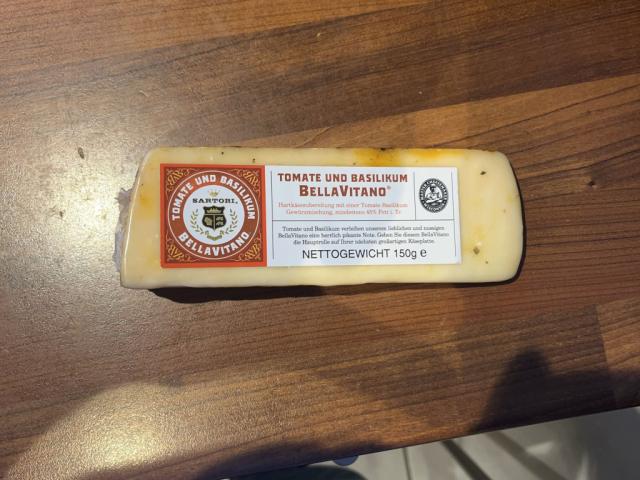 TOMATE UND BASILIKUM
SARTORI
BELLAVITANO
TOMATE UND BASILIKUM
BELLAVITANO®
Hartkäsezubereitung mit einer Tomate Basilikum
Gewürzmischung, mindestens 45% Fett i. Tr.
Tomate und Basilikum verleihen unserem lieblichen und nussigen
BellaVitano eine herrlich pikante Note. Geben Sie diesem BellaVitano
die Hauptrolle auf Ihrer nächsten großartigen Käseplatte.
NETTOGEWICHT 150g e